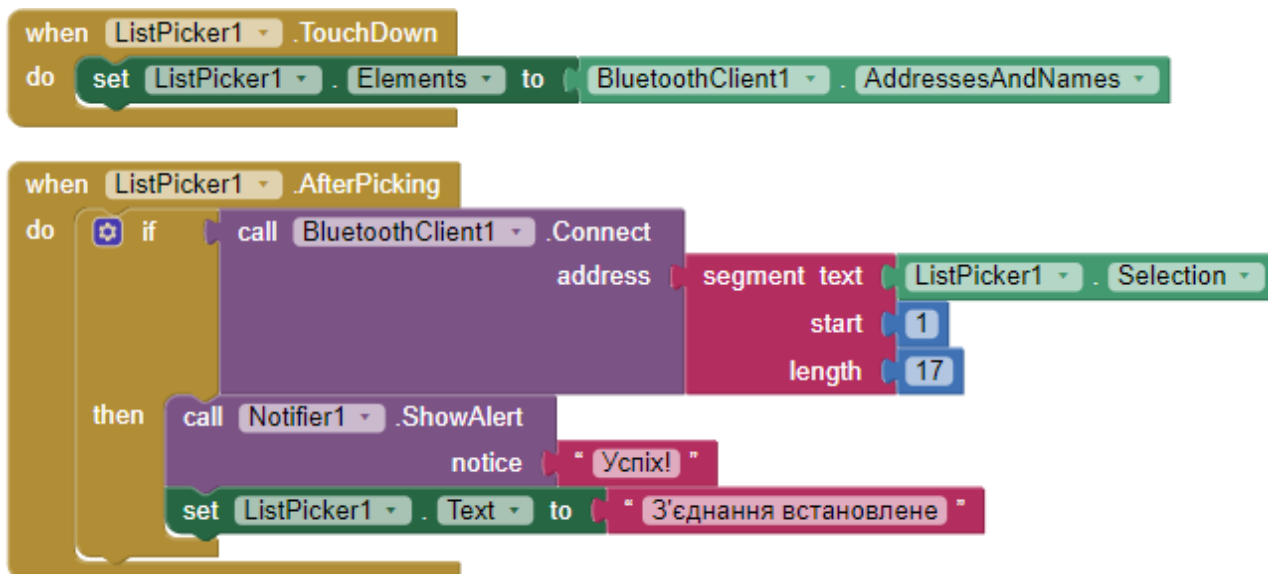 when ListPicker1 .TouchDown
do set ListPicker1 . Elements to BluetoothClient1 . AddressesAndNames
when ListPicker1 .AfterPicking
do if call BluetoothClient1 .Connect
address segment text ListPicker1 . Selection
start 1
length 17
then call Notifier1 .ShowAlert
notice “ Успіх! ”
set ListPicker1 . Text to “ З'єднання встановлене ”